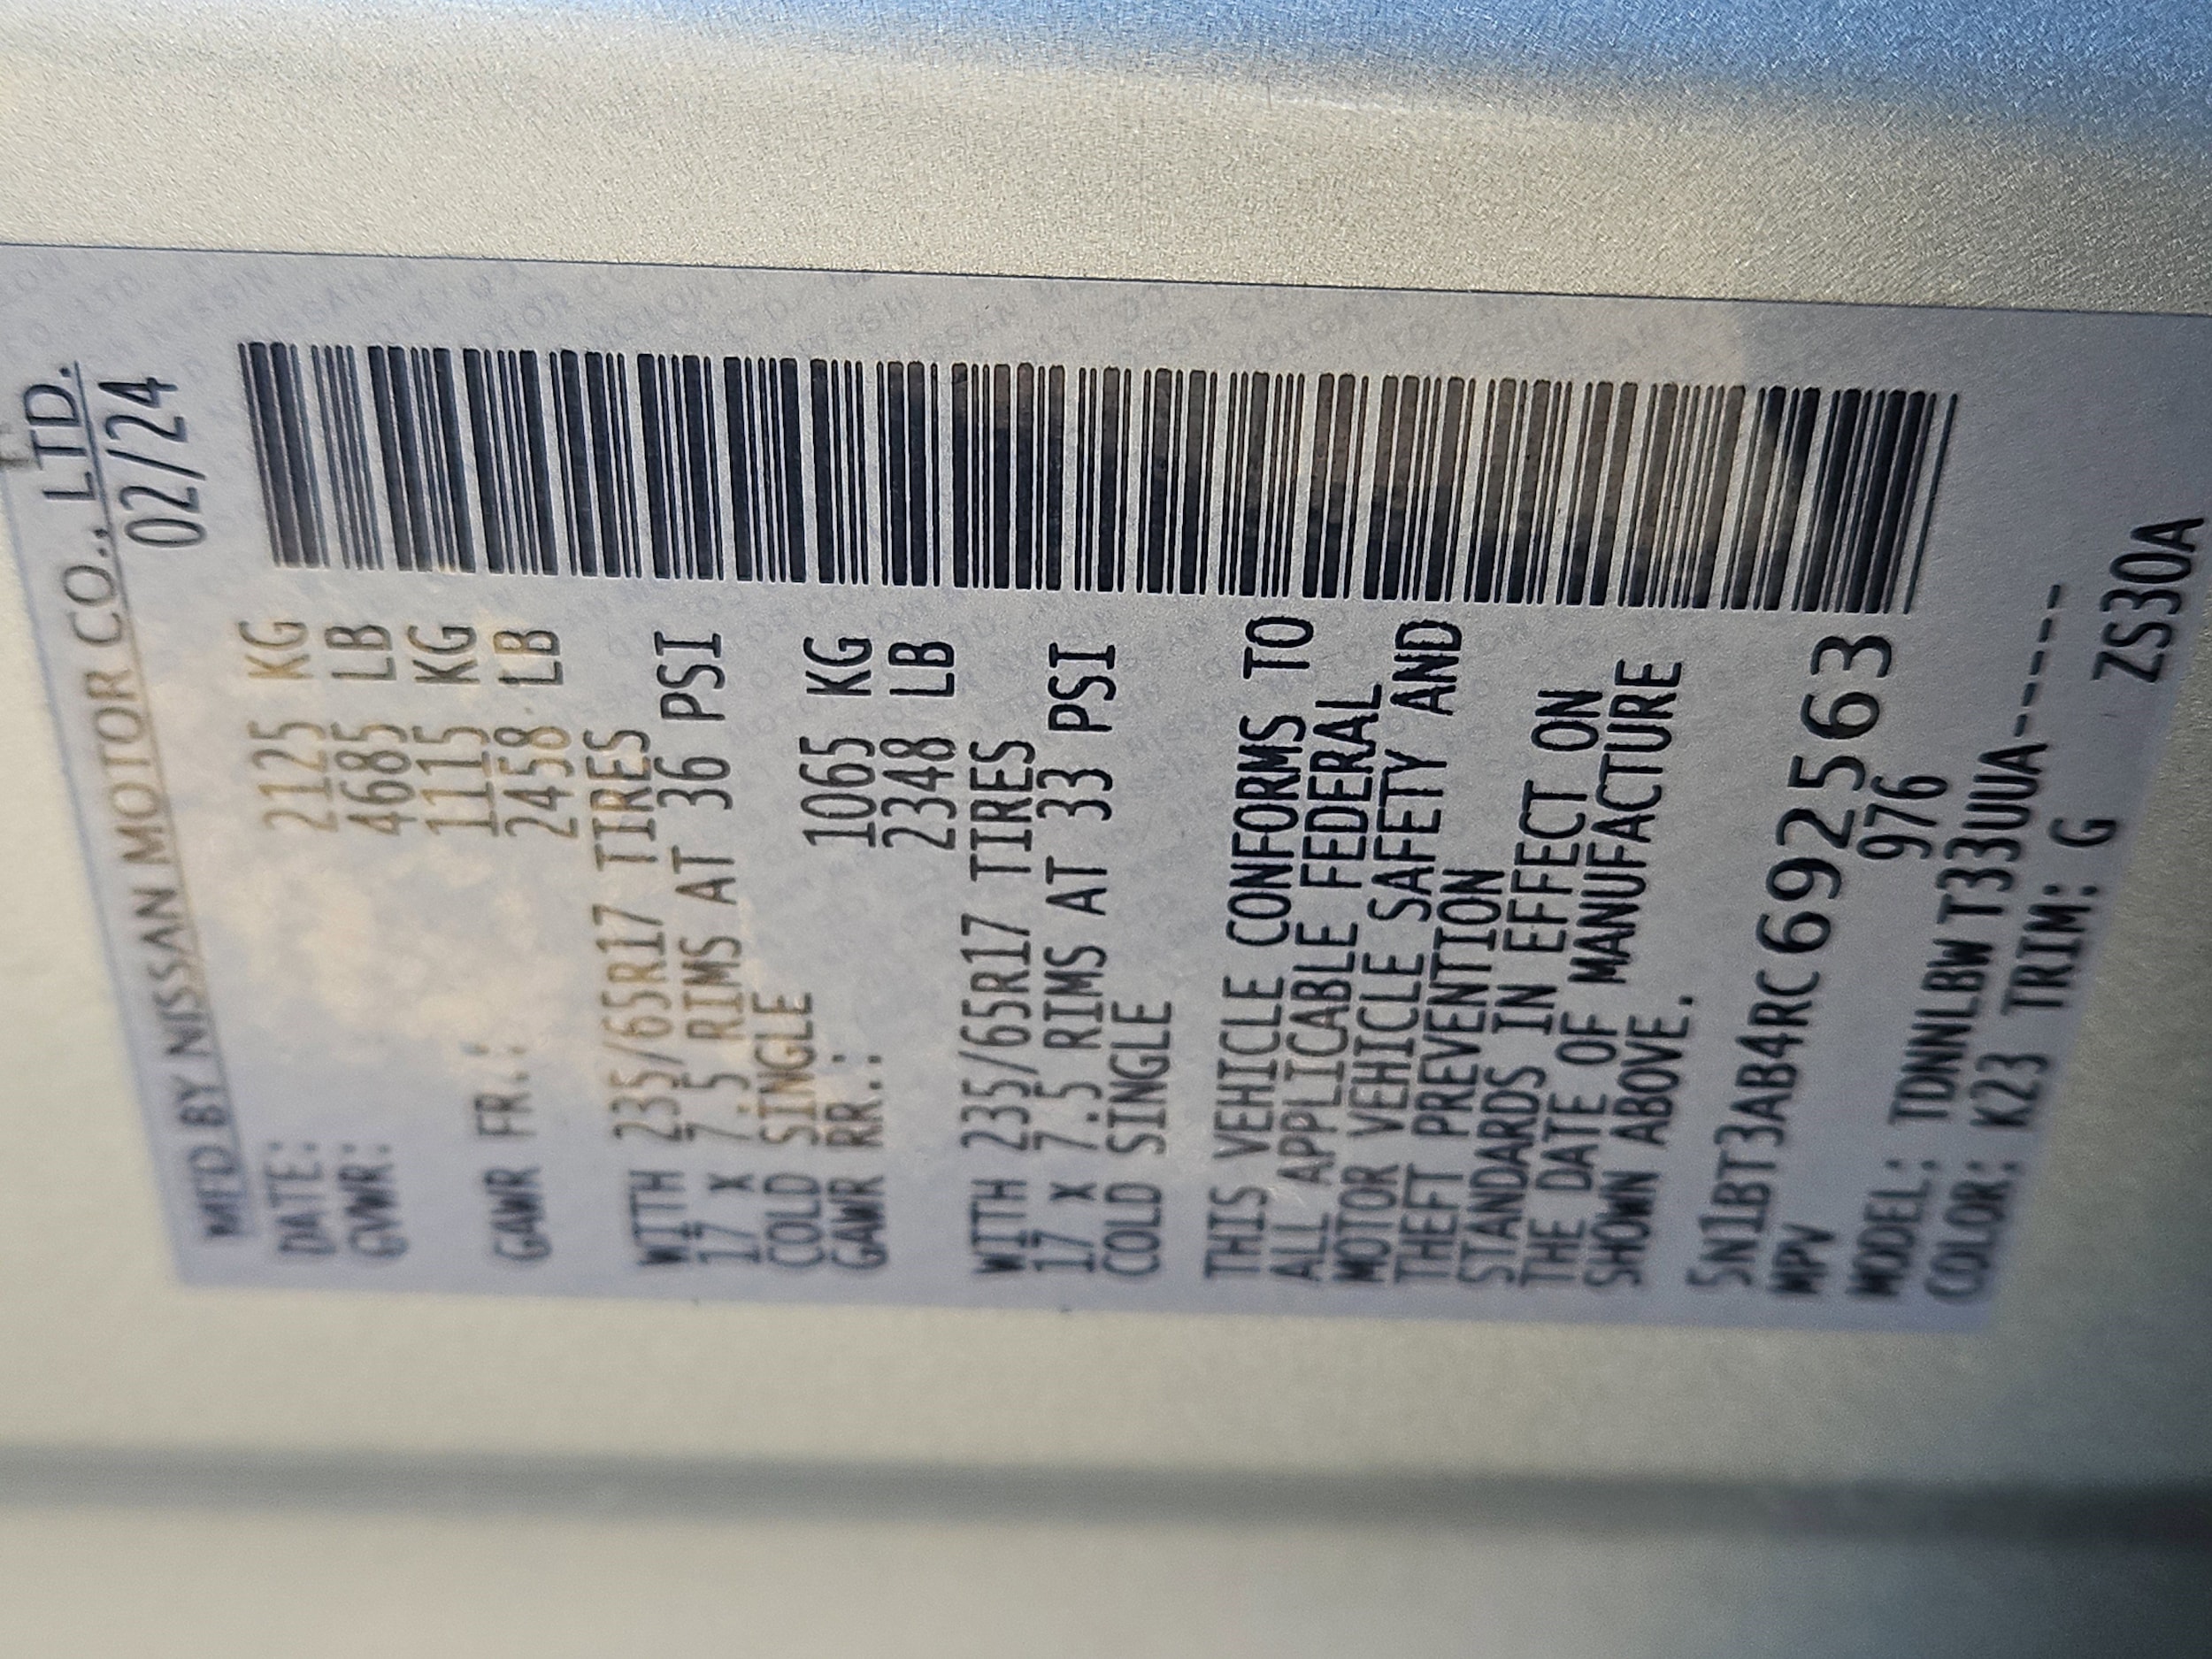 MFD BY NISSAN MOTOR CO., LTD.
DATE: 02/24
GVWR: 2125 KG
4685 LB
GAWR FR.: 1115 KG
2458 LB
WITH 235/65R17 TIRES
17 X 7.5 RIMS AT 36 PSI
COLD SINGLE
GAWR RR.: 1065 KG
2348 LB
WITH 235/65R17 TIRES
17 X 7.5 RIMS AT 33 PSI
COLD SINGLE
THIS VEHICLE CONFORMS TO
ALL APPLICABLE FEDERAL
MOTOR VEHICLE SAFETY AND
THEFT PREVENTION
STANDARDS IN EFFECT ON
THE DATE OF MANUFACTURE
SHOWN ABOVE.
5N1BT3AB4RC692563
MPV 976
MODEL: TDNNLBW T33UUA-----
COLOR: K23 TRIM: G ZS30A